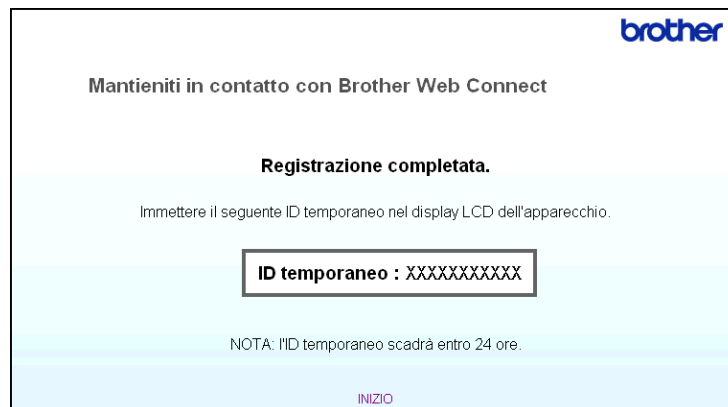 brother
Mantieniti in contatto con Brother Web Connect
Registrazione completata.
Immettere il seguente ID temporaneo nel display LCD dell'apparecchio.
ID temporaneo : XXXXXXXXXXX
NOTA: l'ID temporaneo scadrà entro 24 ore.
INIZIO